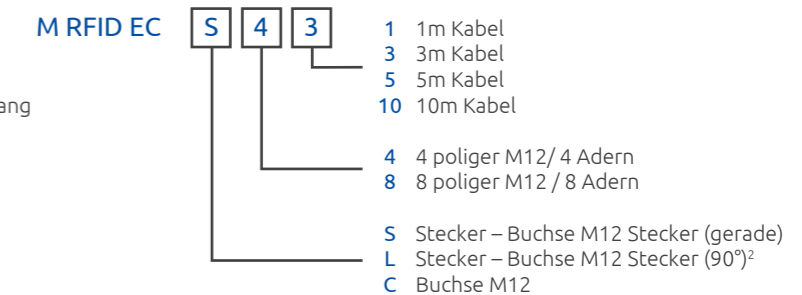 M RFID EC S 4 3
1 1m Kabel
3 3m Kabel
5 5m Kabel
ang
10 10m Kabel
4 4 poliger M12/ 4 Adern
8 8 poliger M12 / 8 Adern
S Stecker – Buchse M12 Stecker (gerade)
L Stecker – Buchse M12 Stecker (90°)²
C Buchse M12